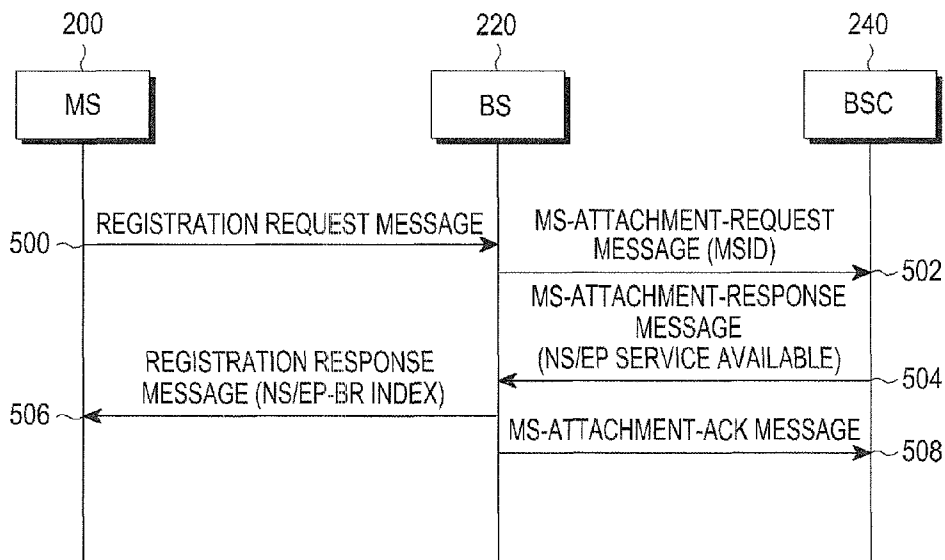 200
220
240
MS
BS
BSC
REGISTRATION REQUEST MESSAGE
500
MS-ATTACHMENT-REQUEST
MESSAGE (MSID)
502
MS-ATTACHMENT-RESPONSE
MESSAGE
(NS/EP SERVICE AVAILABLE)
504
REGISTRATION RESPONSE
MESSAGE (NS/EP-BR INDEX)
506
MS-ATTACHMENT-ACK MESSAGE
508